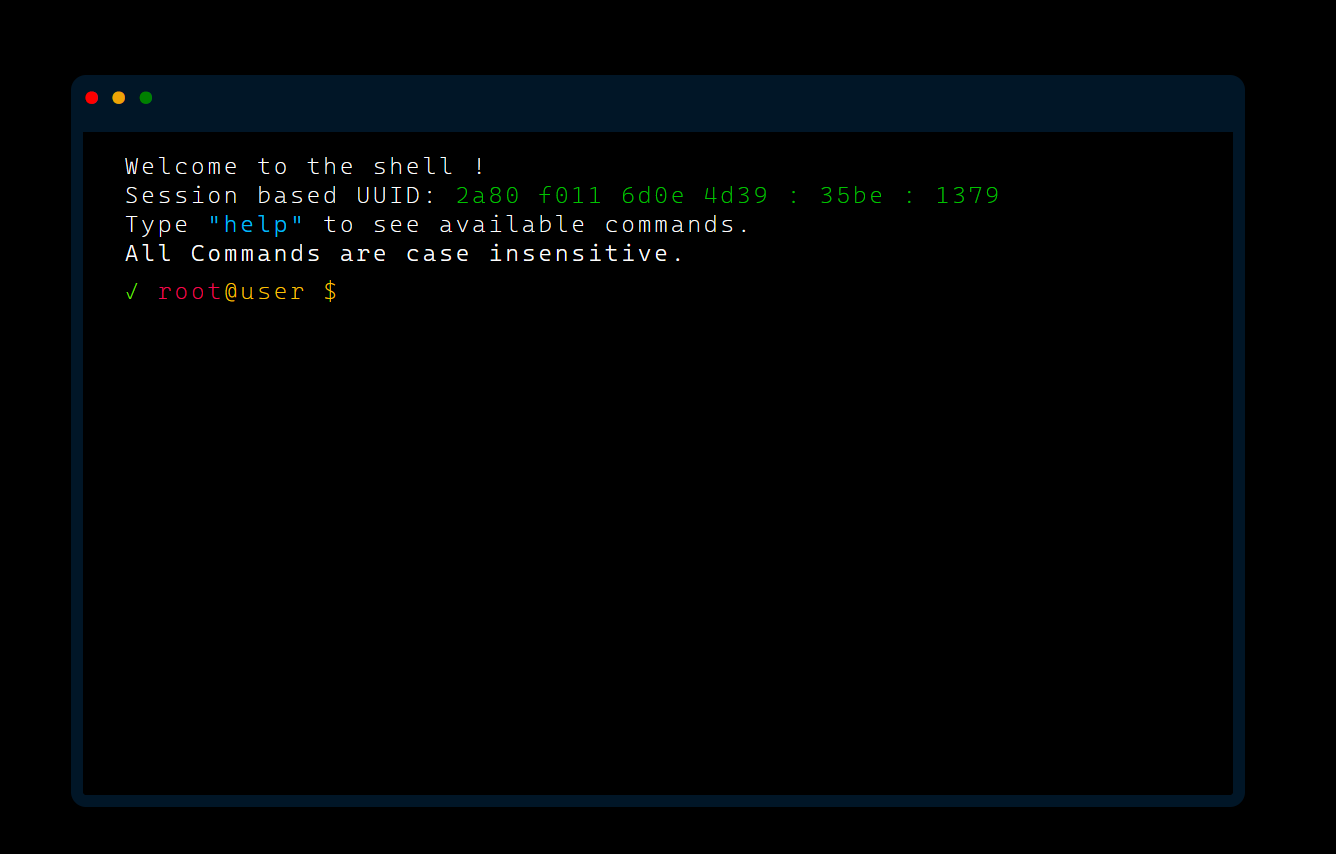 Welcome to the shell !
Session based UUID: 2a80 f011 6d0e 4d39 : 35be : 1379
Type "help" to see available commands.
All Commands are case insensitive.
✓ root@user $